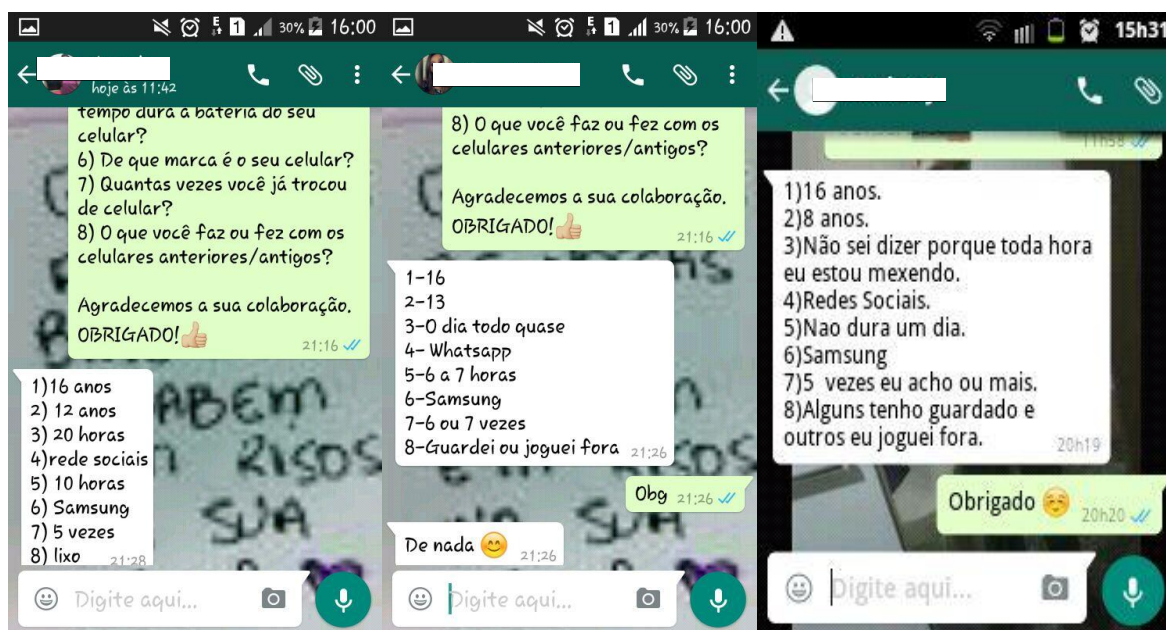 30% 16:00
hoje às 11:42
tempo dura a bateria do seu
celular?
6) De que marca é o seu celular?
7) Quantas vezes você já trocou
de celular?
8) O que você faz ou fez com os
celulares anteriores/antigos?
Agradecemos a sua colaboração.
OBRIGADO!
21:16
1)16 anos
2) 12 anos
3) 20 horas
4)rede sociais
5) 10 horas
6) Samsung
7) 5 vezes
8) lixo
21:28
ABEM
RISOS
SUA
Digite aqui...
1 30% 16:00
8) O que você faz ou fez com os
celulares anteriores/antigos?
Agradecemos a sua colaboração.
OBRIGADO!
21:16
1-16
2-13
3-O dia todo quase
4- Whatsapp
5-6 a 7 horas
6-Samsung
7-6 ou 7 vezes
8-Guardei ou joguei fora 21:26
Obg 21:26
De nada 21:26
SUA
Digite aqui...
15h31
11h58
1)16 anos.
2)8 anos.
3)Não sei dizer porque toda hora
eu estou mexendo.
4)Redes Sociais.
5)Nao dura um dia.
6)Samsung
7)5 vezes eu acho ou mais.
8)Alguns tenho guardado e
outros eu joguei fora.
20h19
Obrigado 20h20
Digite aqui...